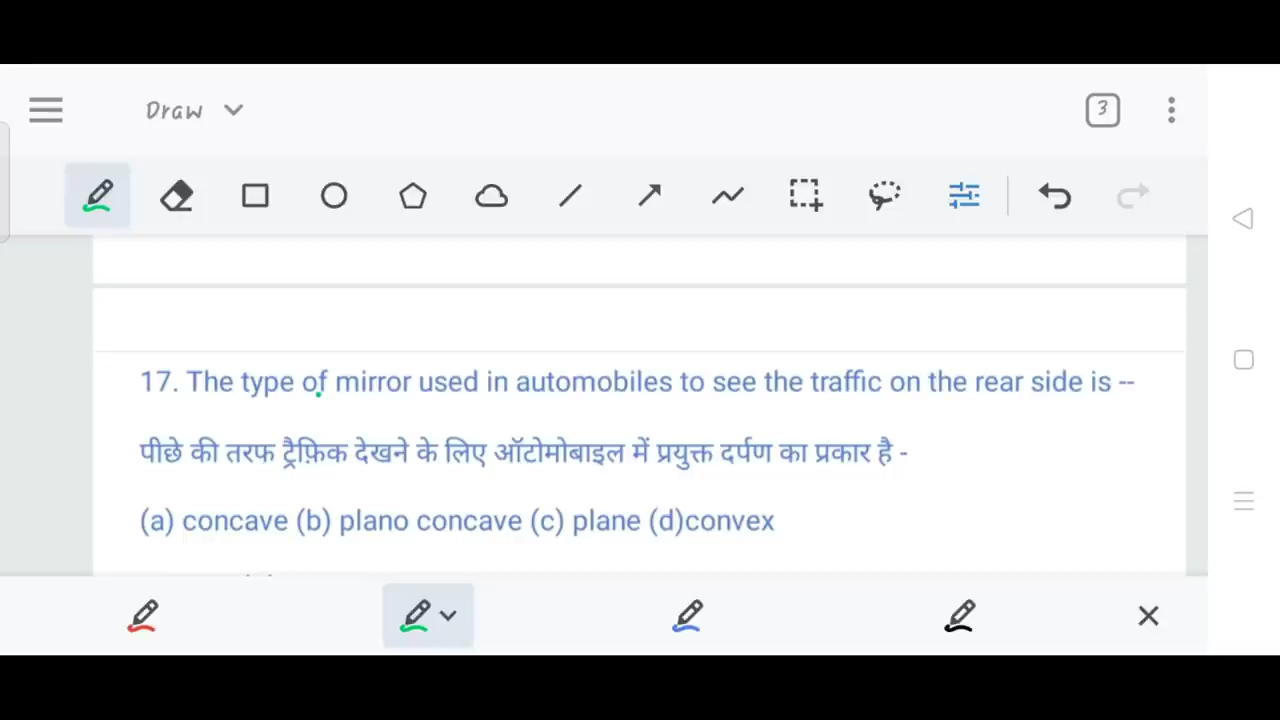 Draw
3
17. The type of mirror used in automobiles to see the traffic on the rear side is --
पीछे की तरफ ट्रैफ़िक देखने के लिए ऑटोमोबाइल में प्रयुक्त दर्पण का प्रकार है -
(a) concave (b) plano concave (c) plane (d)convex